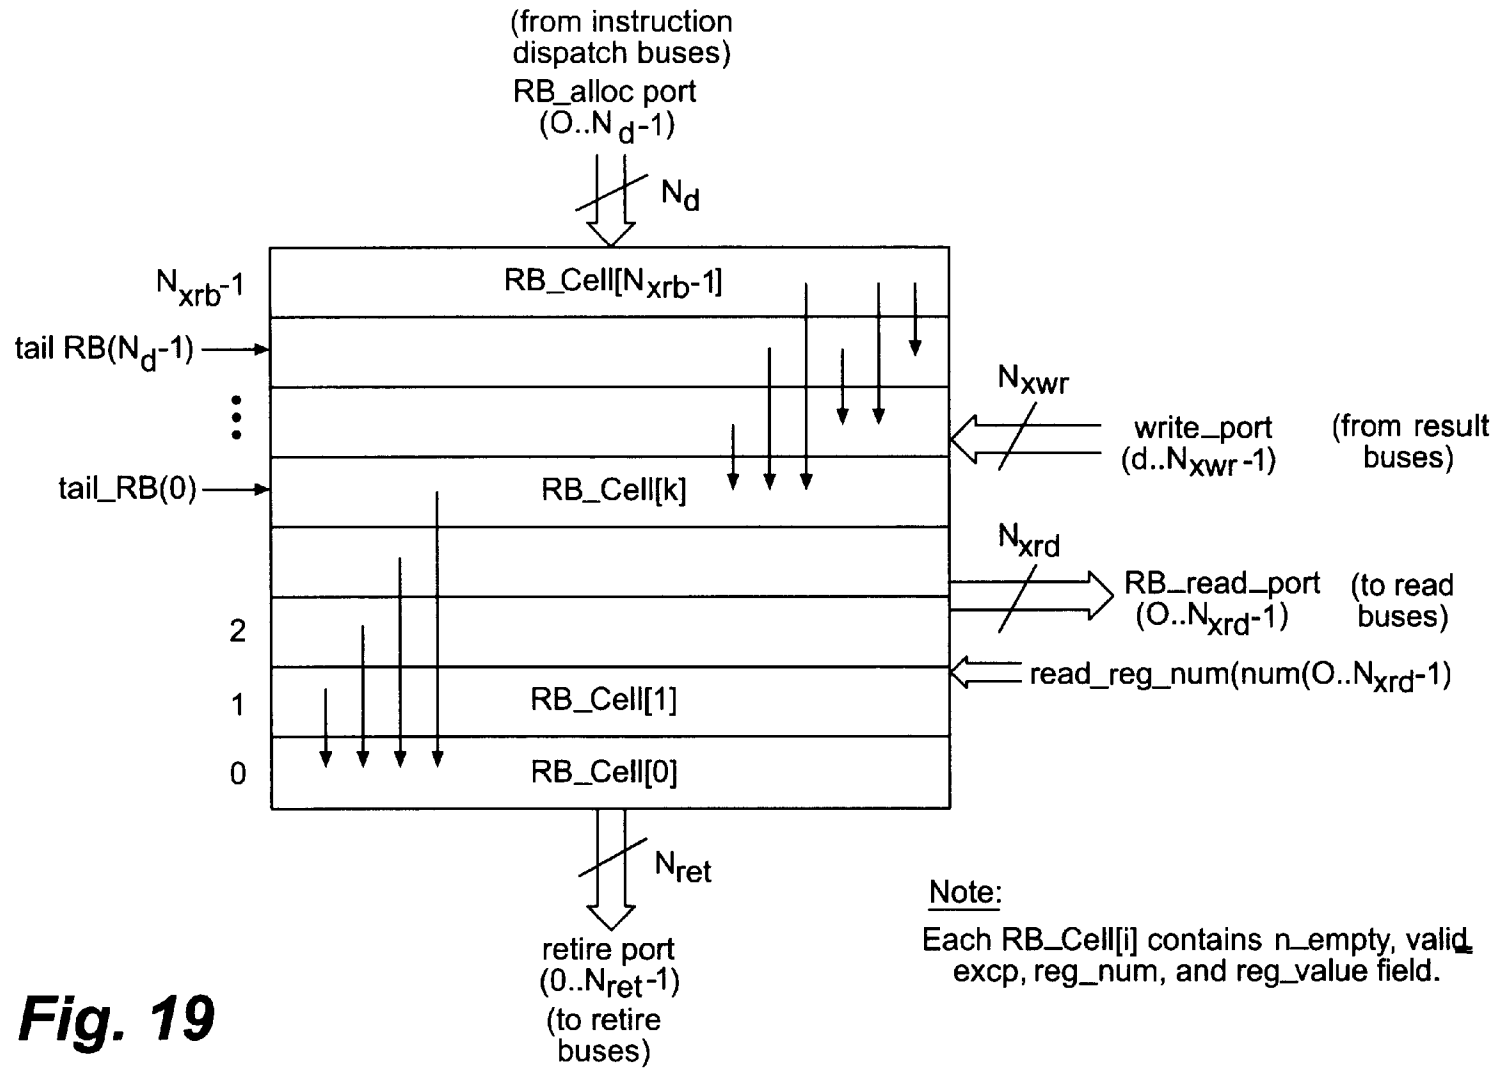 (from instruction
dispatch buses)
RB_alloc port
(O..Nd-1)
Nd
Nxrb-1
RB_Cell[Nxrb-1]
tail RB(Nd-1)
Nxwr
write_port (from result
(d..Nxwr-1) buses)
tail_RB(0)
RB_Cell[k]
Nxrd
RB_read_port (to read
(O..Nxrd-1) buses)
2
read_reg_num(num(O..Nxrd-1)
1
RB_Cell[1]
0
RB_Cell[0]
Nret
Note:
Each RB_Cell[i] contains n_empty, valid_
excp, reg_num, and reg_value field.
retire port
(0..Nret-1)
(to retire
buses)
Fig. 19